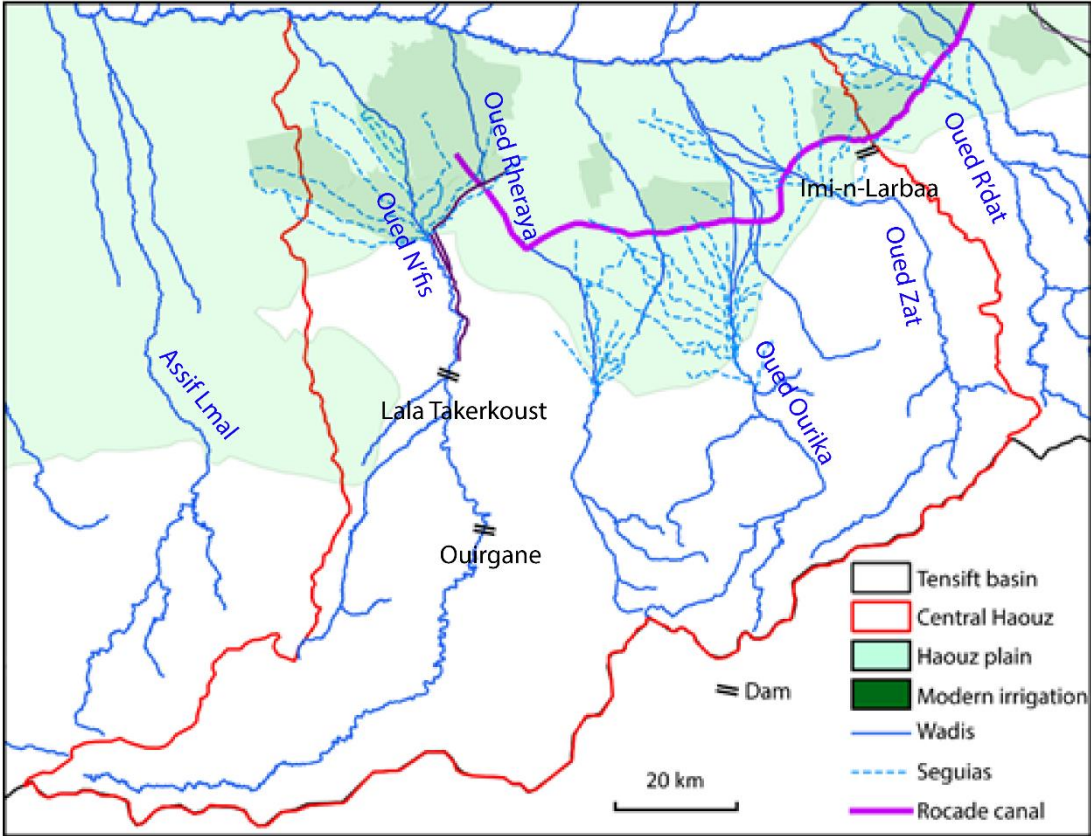 Oued Rheraya
Oued R'dat
Imi-n-Larbaa
Oued N'fis
Oued Zat
Assif Lmal
Oued Ourika
Lala Takerkoust
Ouirgane
Tensift basin
Central Haouz
Haouz plain
Modern irrigation
Dam
Wadis
Seguias
20 km
Rocade canal